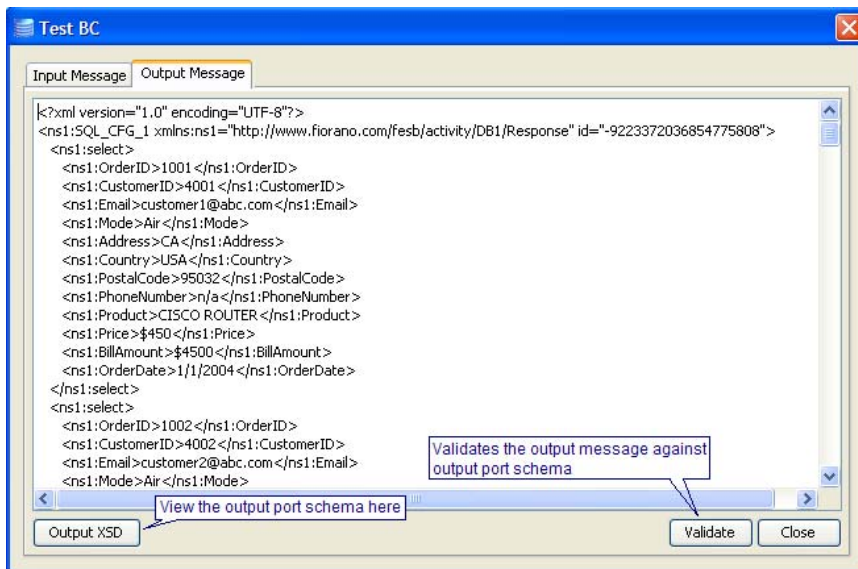 Test BC
Input Message
Output Message
<?xml version="1.0" encoding="UTF-8"?>
<ns1:SQL_CFG_1 xmlns:ns1="http://www.fiorano.com/fesb/activity/DB1/Response" id="-9223372036854775808">
<ns1:select>
<ns1:OrderID>1001</ns1:OrderID>
<ns1:CustomerID>4001</ns1:CustomerID>
<ns1:Email>customer1@abc.com</ns1:Email>
<ns1:Mode>Air</ns1:Mode>
<ns1:Address>CA</ns1:Address>
<ns1:Country>USA</ns1:Country>
<ns1:PostalCode>95032</ns1:PostalCode>
<ns1:PhoneNumber>n/a</ns1:PhoneNumber>
<ns1:Product>CISCO ROUTER</ns1:Product>
<ns1:Price>$450</ns1:Price>
<ns1:BillAmount>$4500</ns1:BillAmount>
<ns1:OrderDate>1/1/2004</ns1:OrderDate>
</ns1:select>
<ns1:select>
<ns1:OrderID>1002</ns1:OrderID>
<ns1:CustomerID>4002</ns1:CustomerID>
<ns1:Email>customer2@abc.com</ns1:Email>
<ns1:Mode>Air</ns1:Mode>
Validates the output message against
output port schema
View the output port schema here
Output XSD
Validate
Close